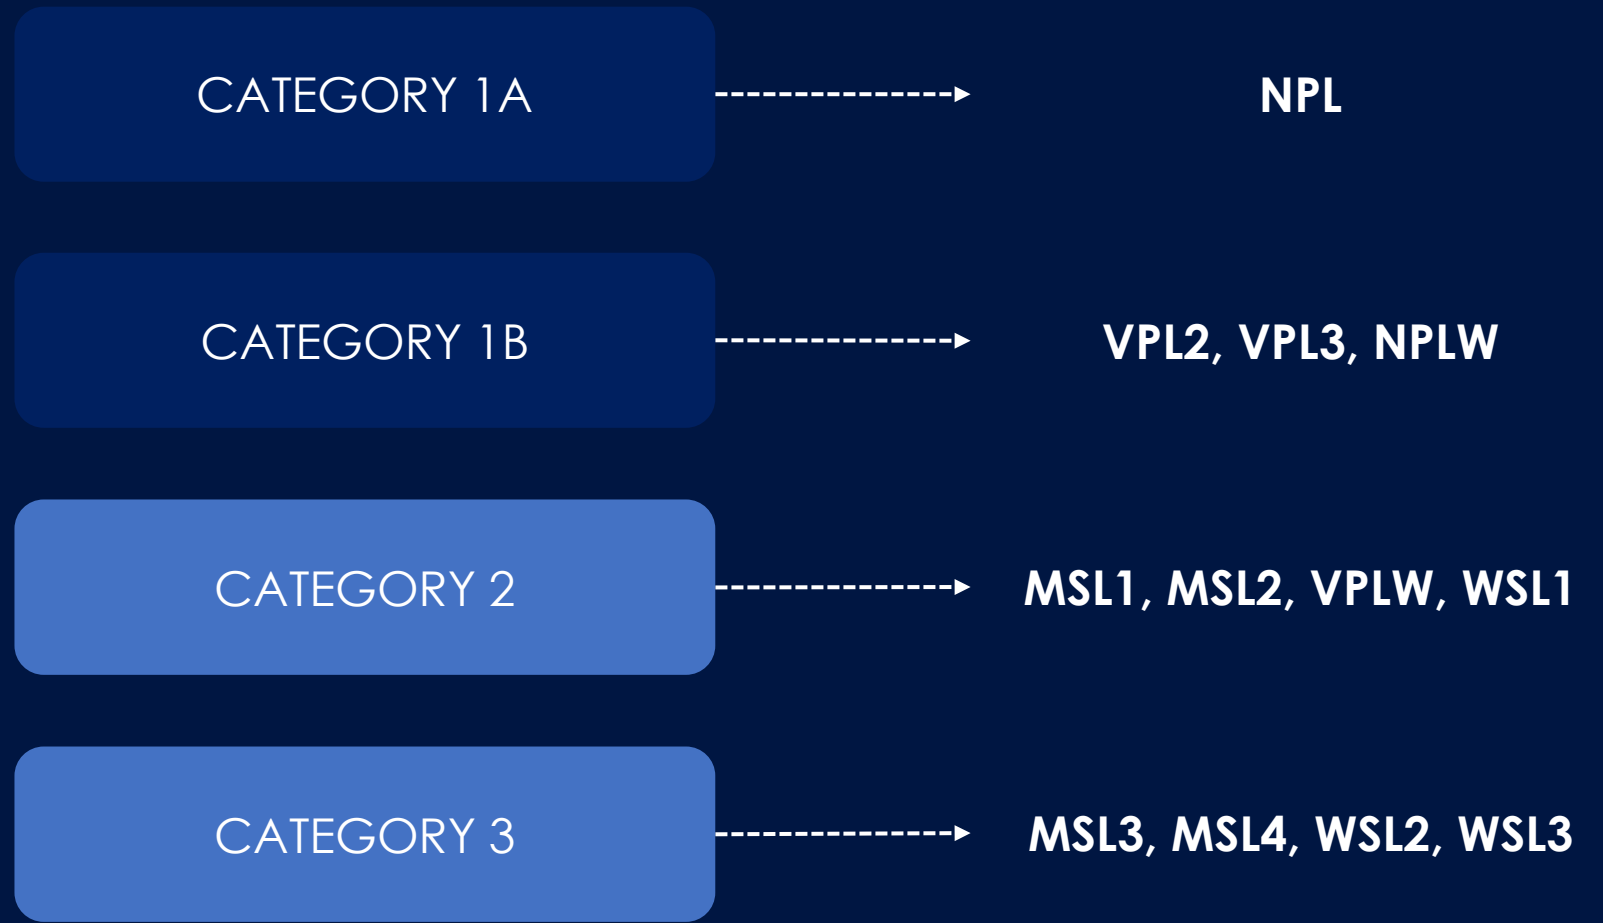 CATEGORY 1A
NPL
CATEGORY 1B
VPL2, VPL3, NPLW
CATEGORY 2
MSL1, MSL2, VPLW, WSL1
CATEGORY 3
MSL3, MSL4, WSL2, WSL3